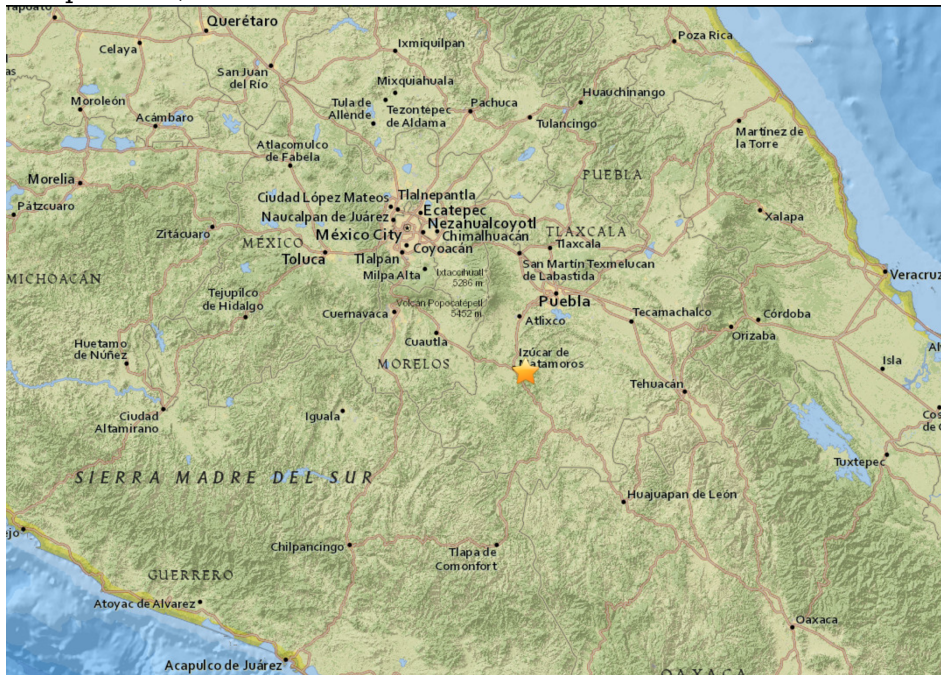 Querétaro
Celaya
Ixmiquilpan
Poza Rica
San Juan
del Río
Mixquiahuala
Huauchinango
Moroleón
Tula de
Allende
Tezontepec
de Aldama
Pachuca
Acámbaro
Tulancingo
Martínez de
la Torre
Atlacomulco
de Fabela
Morelia
PUEBLA
Pátzcuaro
Ciudad López Mateos
Tlalnepantla
Ecatepec
Naucalpan de Juárez
Nezahualcoyotl
Xalapa
Zitácuaro
MÉXICO
México City
Chimalhuacán
TLAXCALA
Tlaxcala
Coyoacán
Toluca
Tlalpan
San Martín Texmelucan
de Labastida
MICHOACÁN
Milpa Alta
Ixtaccihuatl
5286 m
Veracruz
Tejupilco
de Hidalgo
Puebla
Volcán Popocatepetl
5452 m
Cuernavaca
Atlixco
Tecamachalco
Córdoba
Orizaba
Huetamo
de Núñez
Cuautla
Izúcar de
Matamoros
MORELOS
Isla
Tehuacán
Ciudad
Altamirano
Iguala
Tuxtepec
SIERRA MADRE DEL SUR
Huajuapan de León
Chilpancingo
Tlapa de
Comonfort
GUERRERO
Atoyac de Alvarez
Oaxaca
Acapulco de Juárez
OAXACA